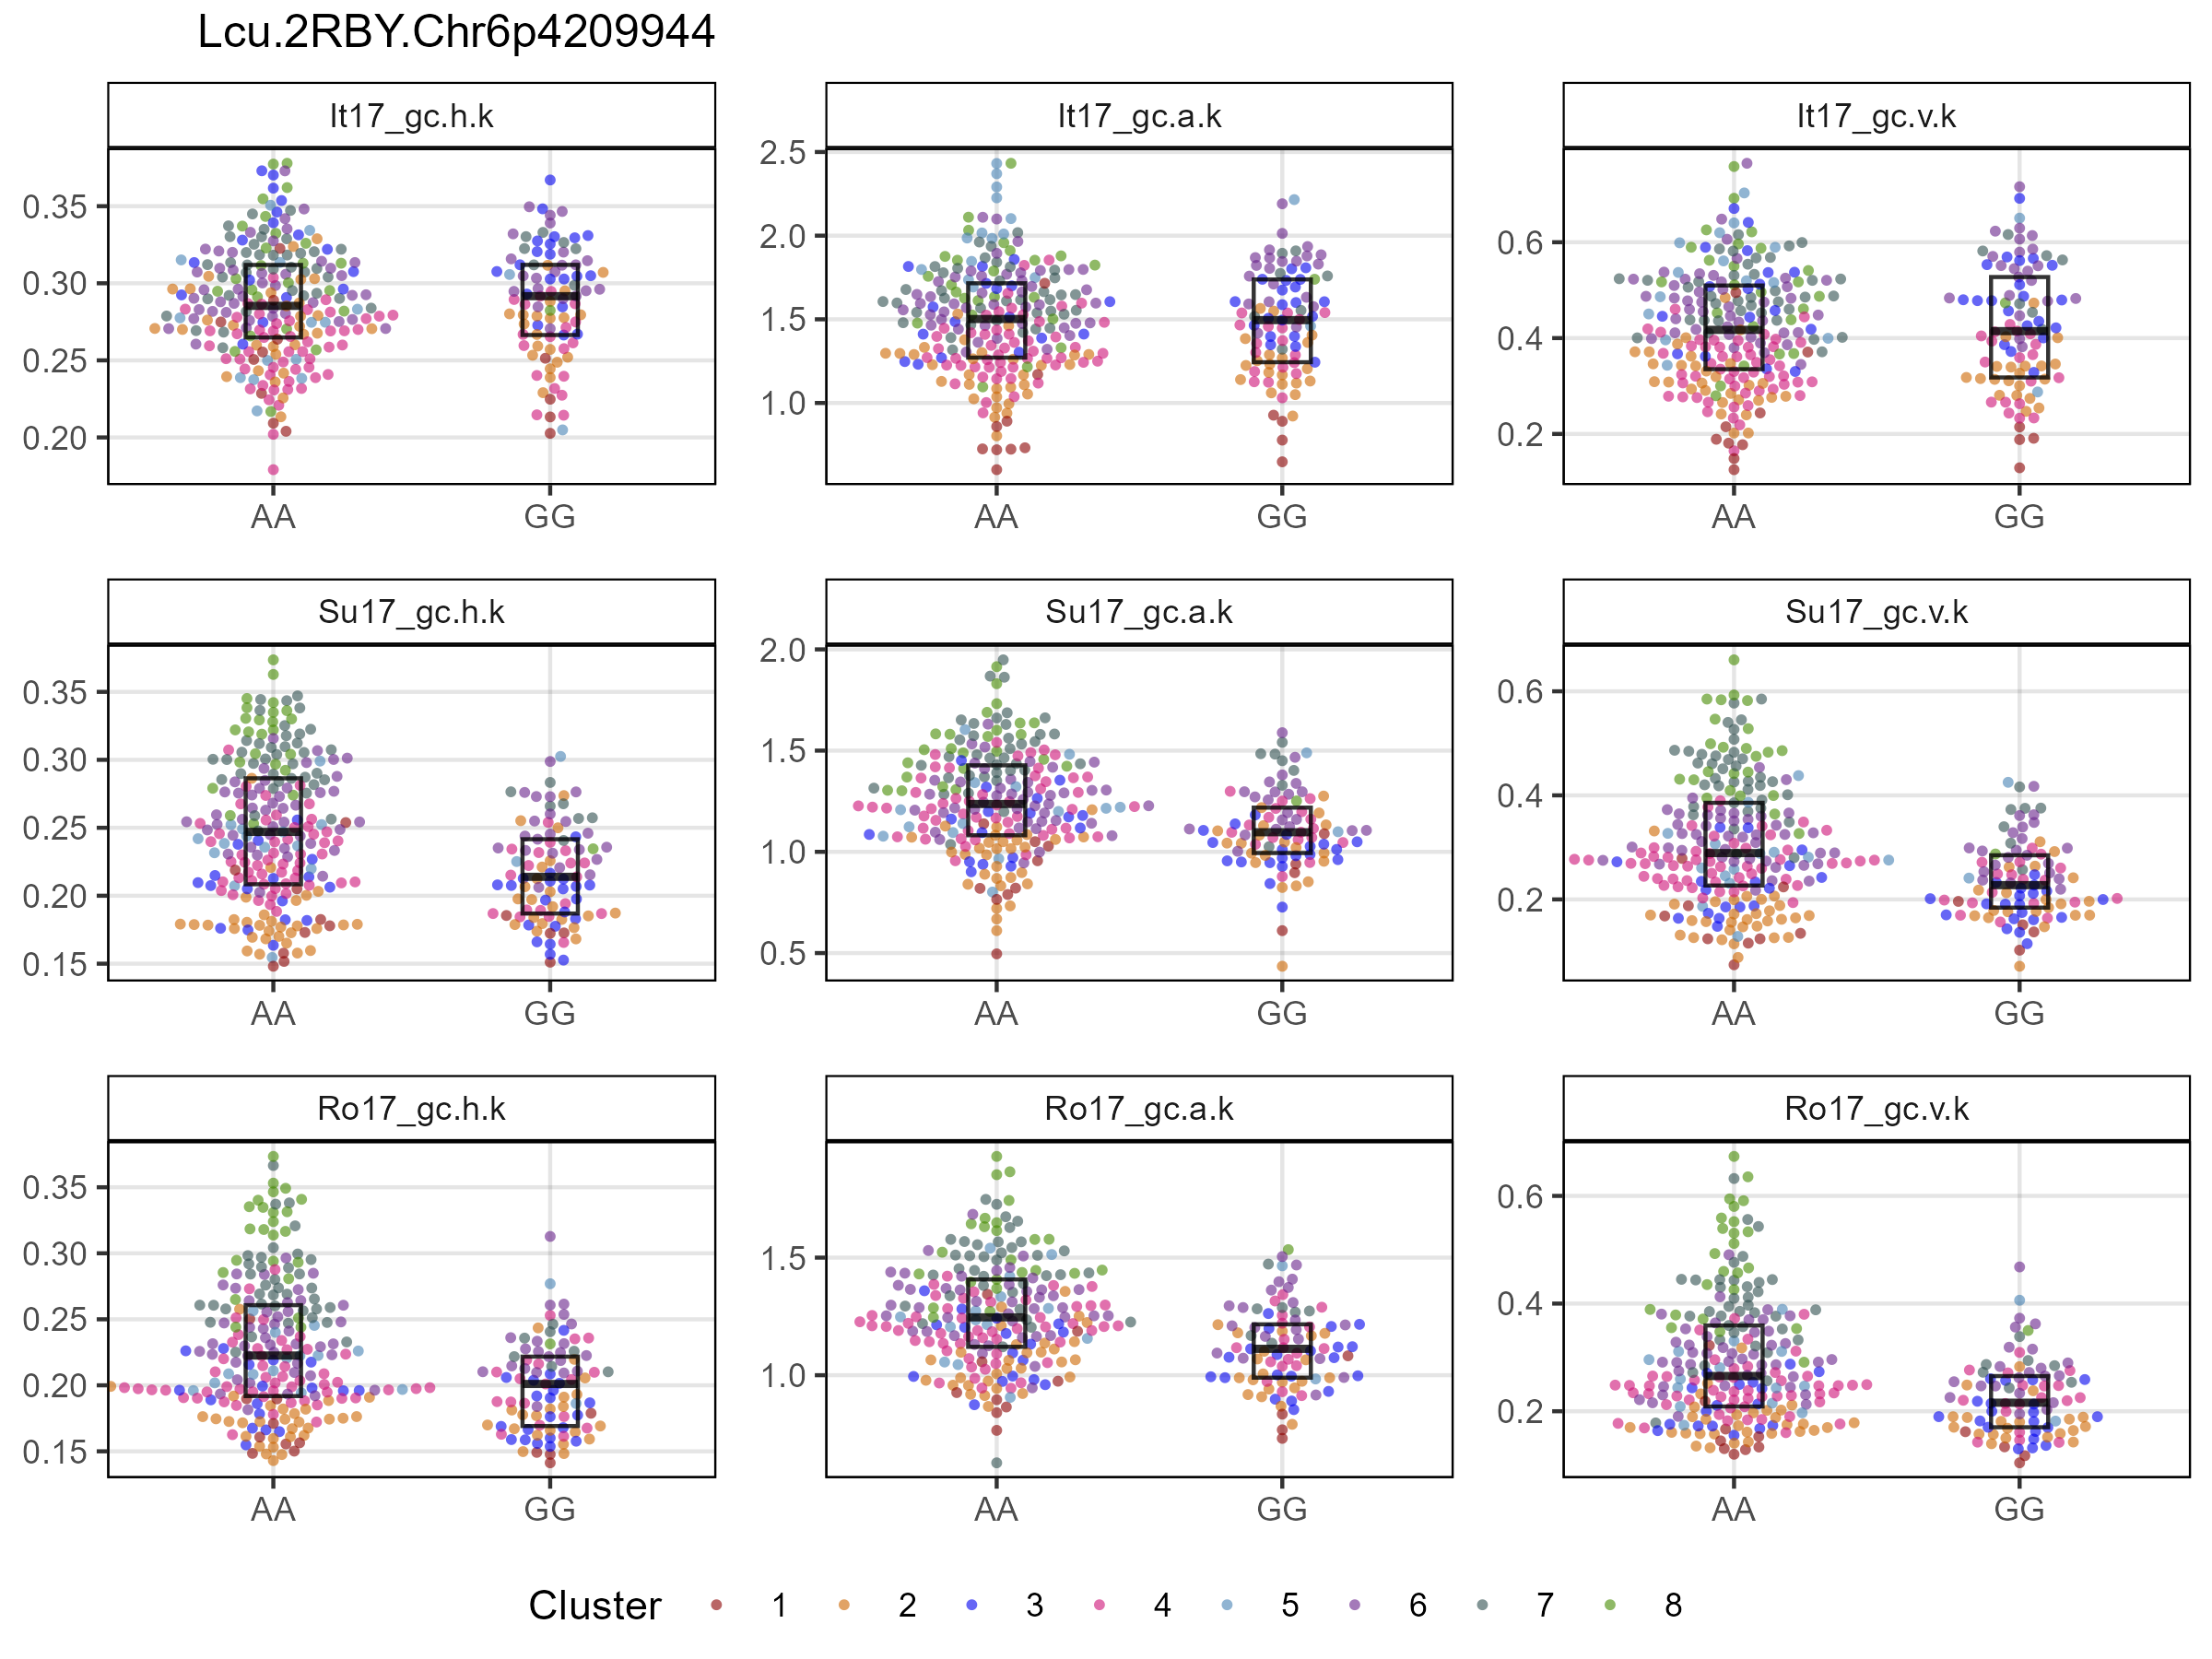 Lcu.2RBY.Chr6p4209944
It17_gc.h.k
It17_gc.a.k
It17_gc.v.k
0.35
0.30
0.25
0.20
AA
GG
2.5
2.0
1.5
1.0
AA
GG
0.6
0.4
0.2
AA
GG
Su17_gc.h.k
Su17_gc.a.k
Su17_gc.v.k
0.35
0.30
0.25
0.20
0.15
AA
GG
2.0
1.5
1.0
0.5
AA
GG
0.6
0.4
0.2
AA
GG
Ro17_gc.h.k
Ro17_gc.a.k
Ro17_gc.v.k
0.35
0.30
0.25
0.20
0.15
AA
GG
1.5
1.0
AA
GG
0.6
0.4
0.2
AA
GG
Cluster 1 2 3 4 5 6 7 8